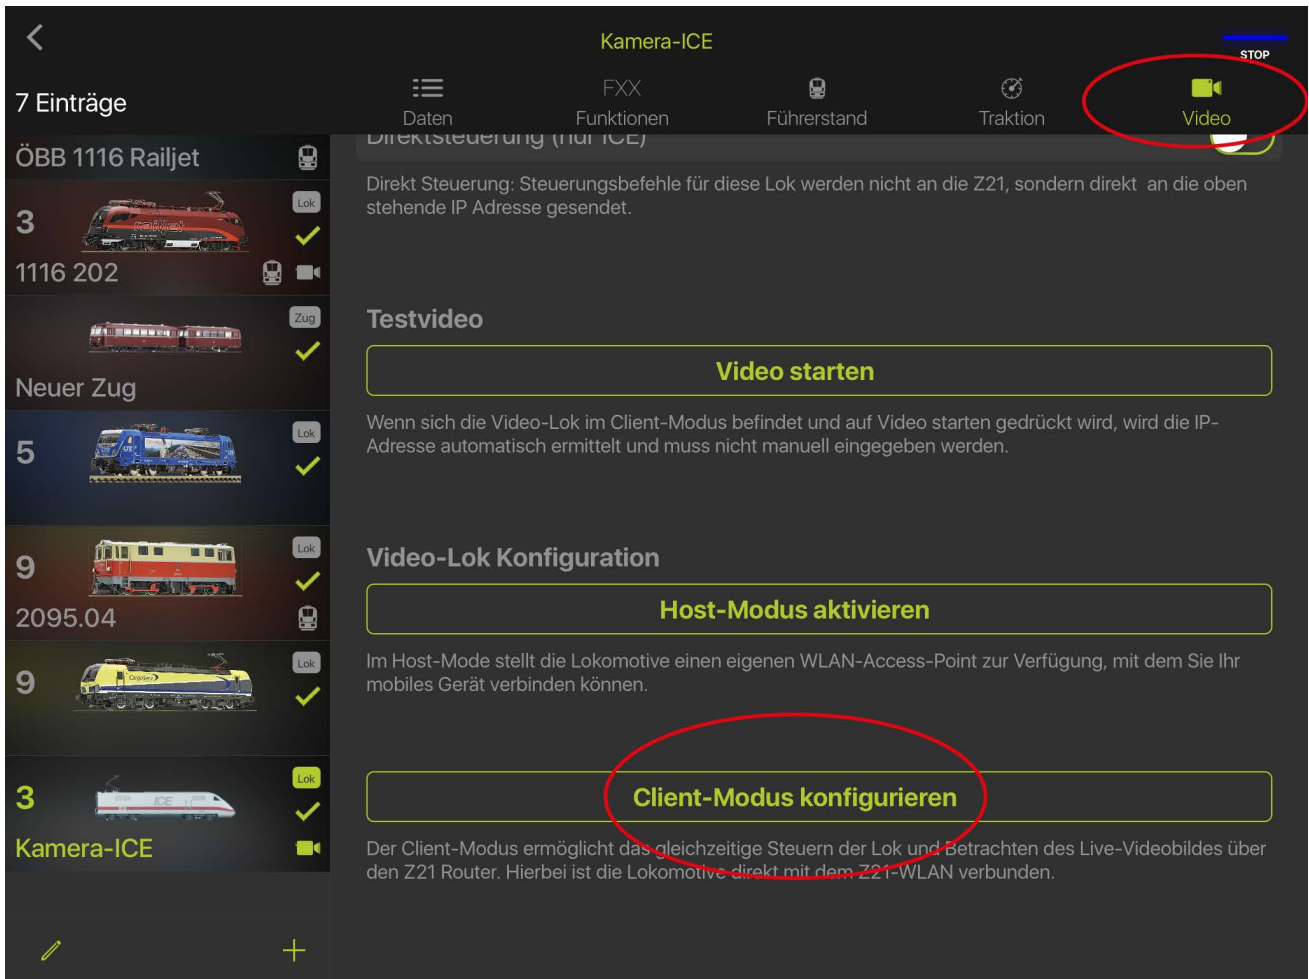 Kamera-ICE
STOP
7 Einträge
Daten
FXX
Funktionen
Führerstand
Traktion
Video
ÖBB 1116 Railjet
3
railjet
Lok
1116 202
Zug
Neuer Zug
5
Lok
9
Lok
2095.04
9
CargoServ
Lok
3
ICE
Lok
Kamera-ICE
Direktsteuerung (nur ICE)
Direkt Steuerung: Steuerungsbefehle für diese Lok werden nicht an die Z21, sondern direkt an die oben
stehende IP Adresse gesendet.
Testvideo
Video starten
Wenn sich die Video-Lok im Client-Modus befindet und auf Video starten gedrückt wird, wird die IP-
Adresse automatisch ermittelt und muss nicht manuell eingegeben werden.
Video-Lok Konfiguration
Host-Modus aktivieren
Im Host-Mode stellt die Lokomotive einen eigenen WLAN-Access-Point zur Verfügung, mit dem Sie Ihr
mobiles Gerät verbinden können.
Client-Modus konfigurieren
Der Client-Modus ermöglicht das gleichzeitige Steuern der Lok und Betrachten des Live-Videobildes über
den Z21 Router. Hierbei ist die Lokomotive direkt mit dem Z21-WLAN verbunden.